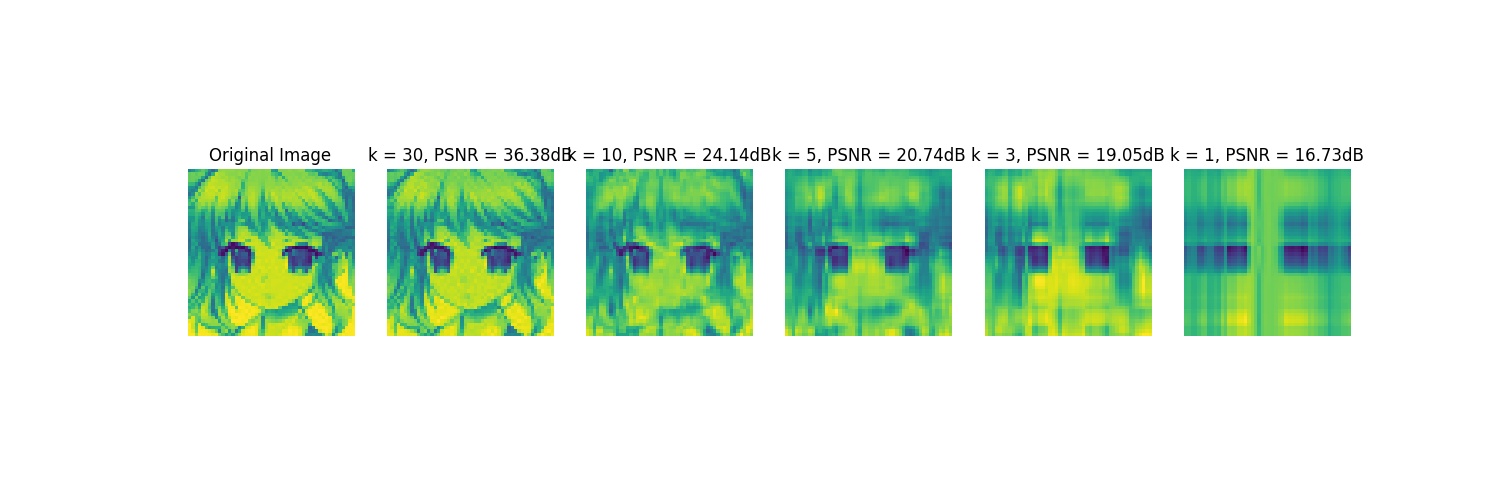 Original Image
k = 30, PSNR = 36.38dB
k = 10, PSNR = 24.14dB
k = 5, PSNR = 20.74dB
k = 3, PSNR = 19.05dB
k = 1, PSNR = 16.73dB